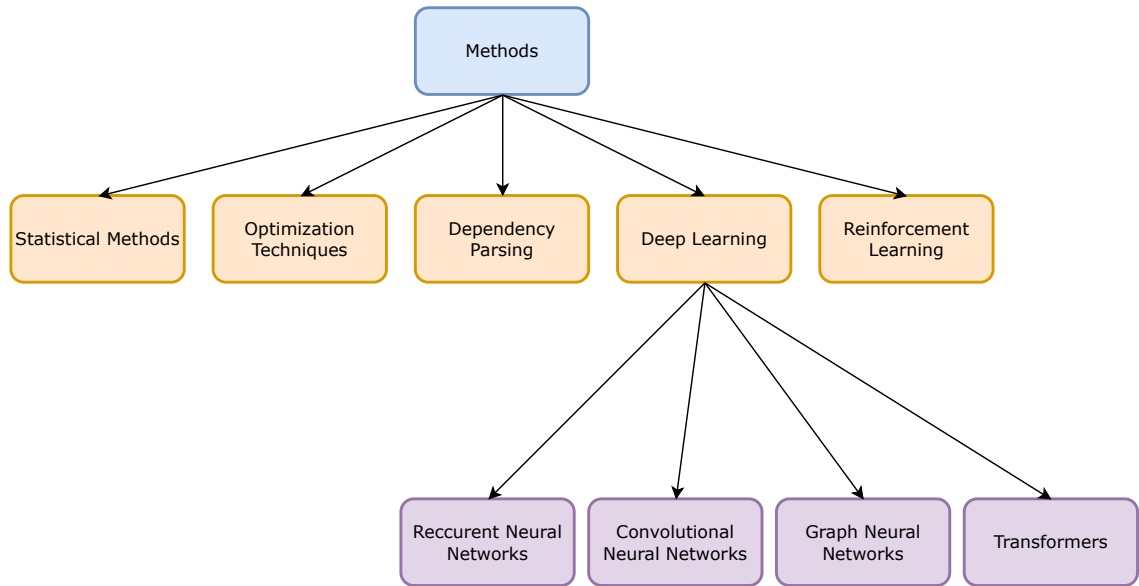 Methods
Statistical Methods
Optimization
Techniques
Dependency
Parsing
Deep Learning
Reinforcement
Learning
Reccurent Neural
Networks
Convolutional
Neural Networks
Graph Neural
Networks
Transformers